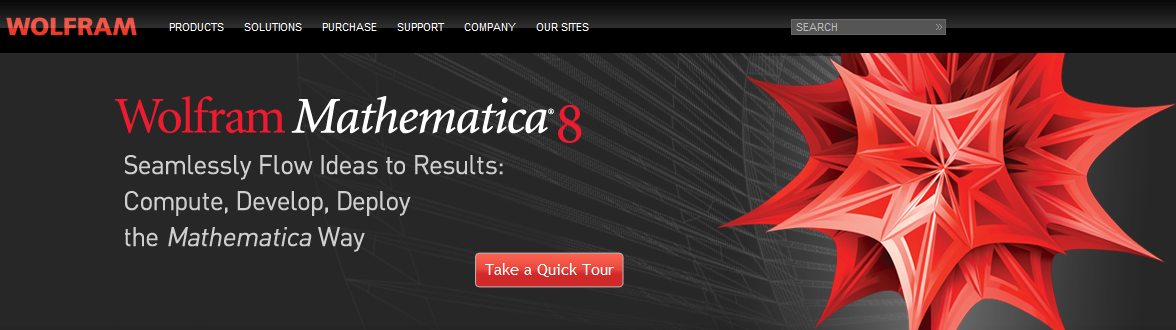 WOLFRAM PRODUCTS SOLUTIONS PURCHASE SUPPORT COMPANY OUR SITES SEARCH »
Wolfram Mathematica® 8
Seamlessly Flow Ideas to Results:
Compute, Develop, Deploy
the Mathematica Way
Take a Quick Tour